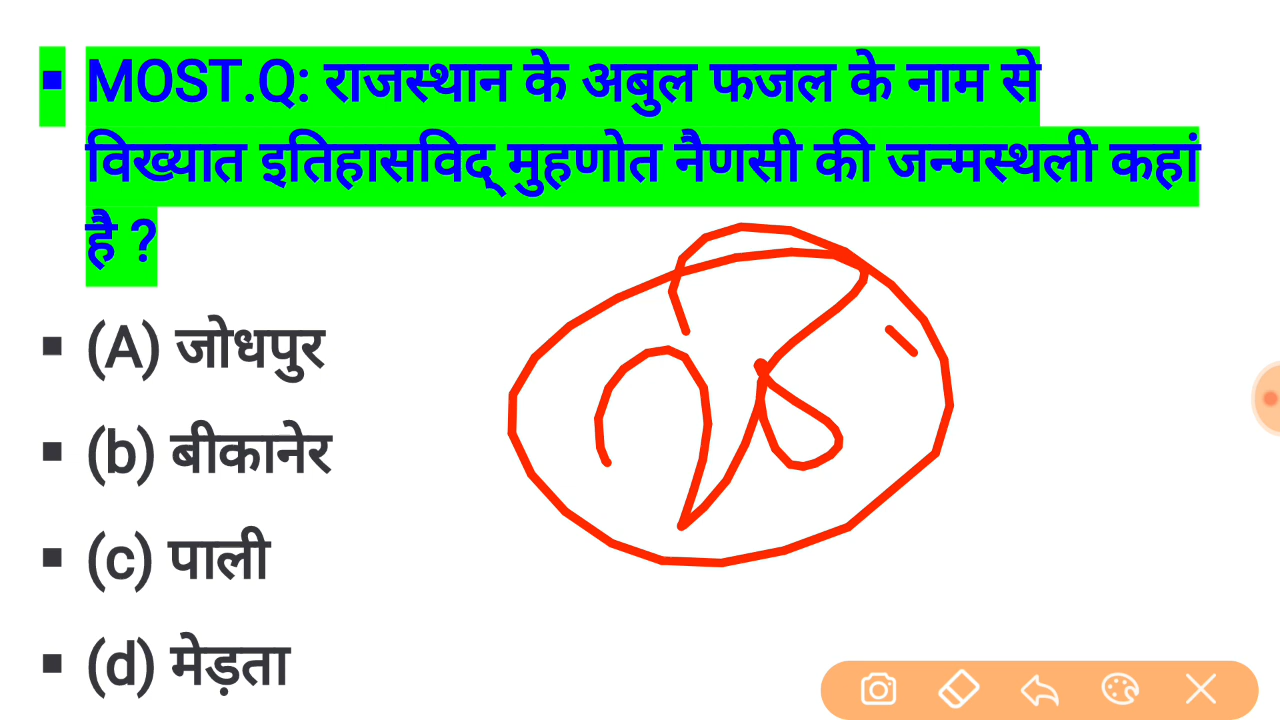 ▪ MOST.Q: राजस्थान के अबुल फजल के नाम से
विख्यात इतिहासविद् मुहणोत नैणसी की जन्मस्थली कहां
है ?
▪ (A) जोधपुर
▪ (b) बीकानेर
▪ (c) पाली
▪ (d) मेड़ता